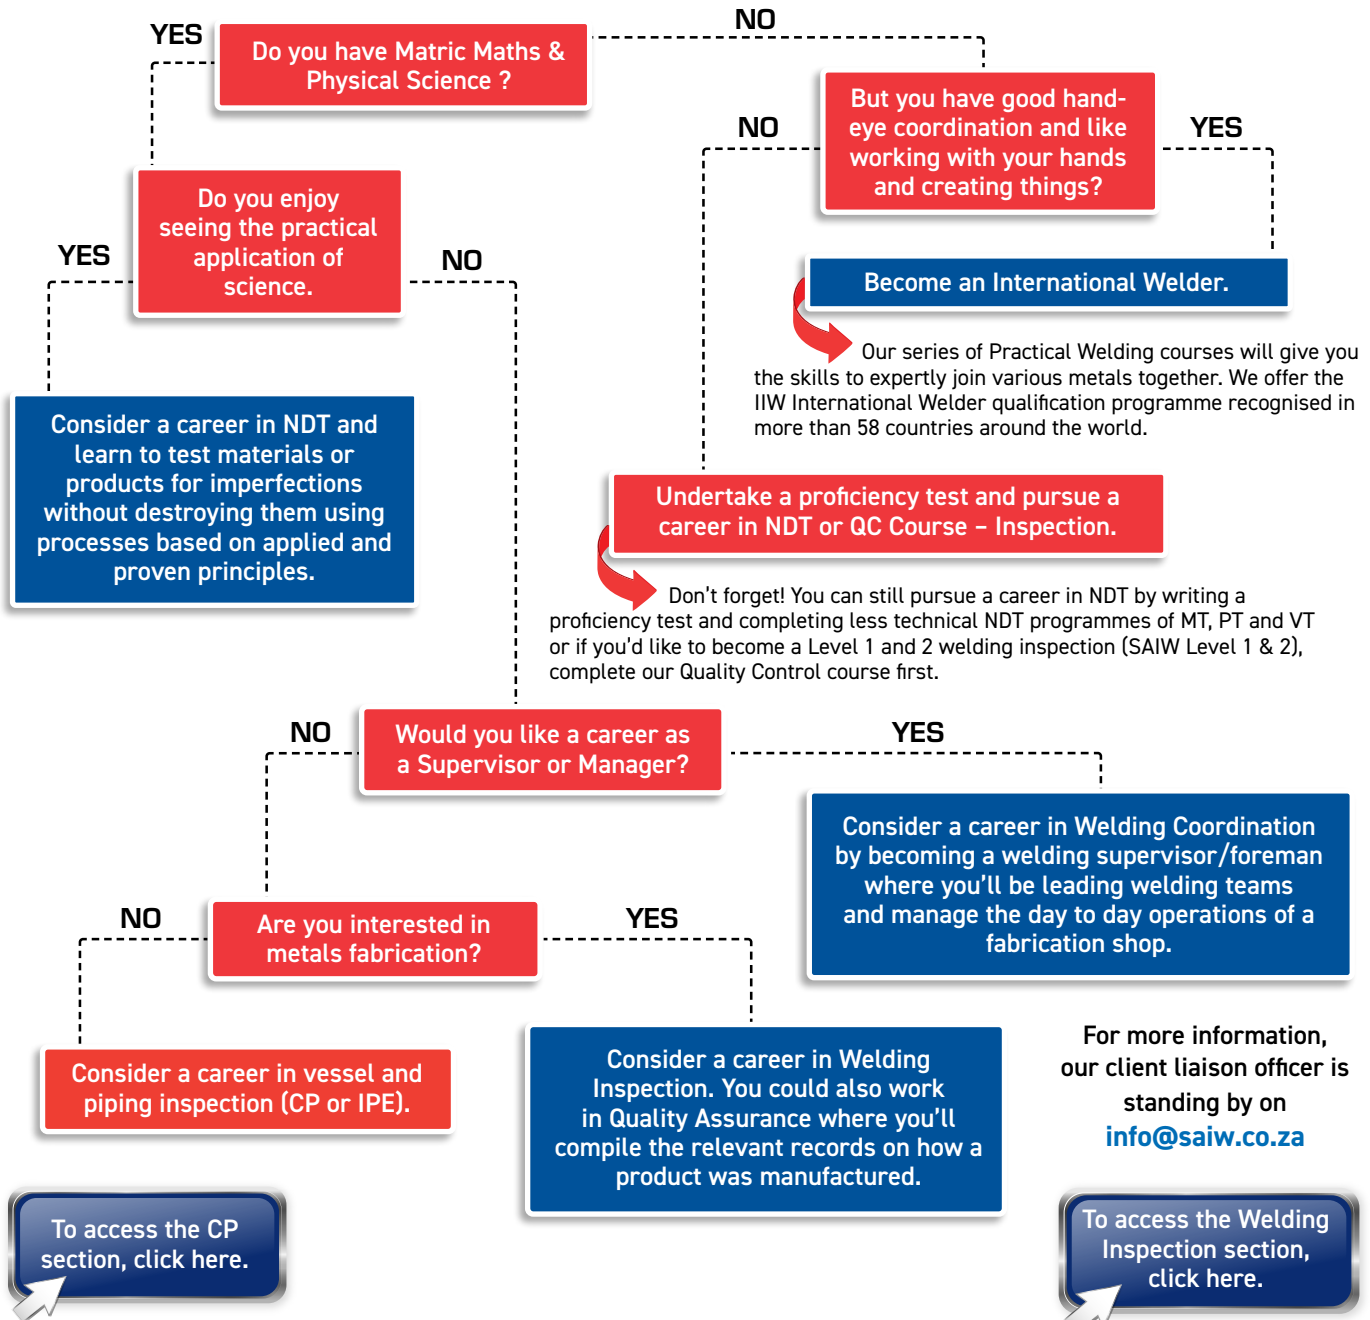 NO
YES
Do you have Matric Maths &
Physical Science ?
But you have good hand-
eye coordination and like
working with your hands
and creating things?
NO
YES
Do you enjoy
seeing the practical
application of
science.
YES
NO
Become an International Welder.
Our series of Practical Welding courses will give you
the skills to expertly join various metals together. We offer the
IIW International Welder qualification programme recognised in
more than 58 countries around the world.
Consider a career in NDT and
learn to test materials or
products for imperfections
without destroying them using
processes based on applied and
proven principles.
Undertake a proficiency test and pursue a
career in NDT or QC Course – Inspection.
Don't forget! You can still pursue a career in NDT by writing a
proficiency test and completing less technical NDT programmes of MT, PT and VT
or if you'd like to become a Level 1 and 2 welding inspection (SAIW Level 1 & 2),
complete our Quality Control course first.
NO
Would you like a career as
a Supervisor or Manager?
YES
Consider a career in Welding Coordination
by becoming a welding supervisor/foreman
where you'll be leading welding teams
and manage the day to day operations of a
fabrication shop.
NO
Are you interested in
metals fabrication?
YES
Consider a career in vessel and
piping inspection (CP or IPE).
Consider a career in Welding
Inspection. You could also work
in Quality Assurance where you'll
compile the relevant records on how a
product was manufactured.
For more information,
our client liaison officer is
standing by on
info@saiw.co.za
To access the CP
section, click here.
To access the Welding
Inspection section,
click here.